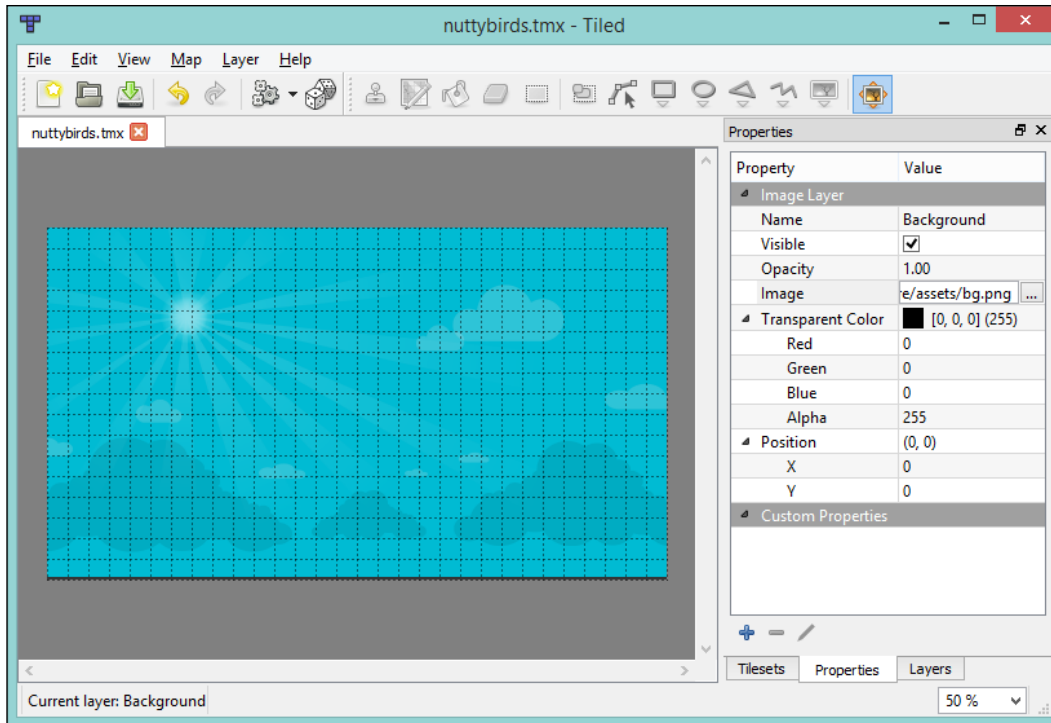 nuttybirds.tmx - Tiled
File Edit View Map Layer Help
nuttybirds.tmx
Properties
Property Value
Image Layer
Name Background
Visible
Opacity 1.00
Image e/assets/bg.png ...
Transparent Color [0, 0, 0] (255)
Red 0
Green 0
Blue 0
Alpha 255
Position (0, 0)
X 0
Y 0
Custom Properties
Tilesets Properties Layers
Current layer: Background 50 %